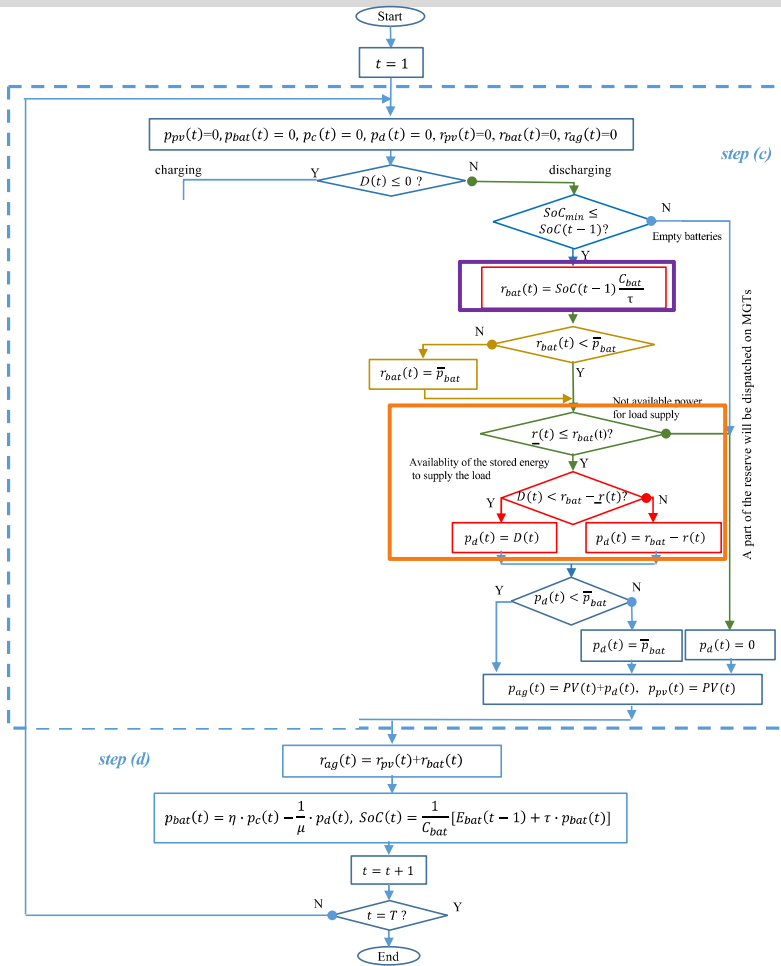 Start
t = 1
p_pv(t)=0, p_bat(t) = 0, p_c(t) = 0, p_d(t) = 0, r_pv(t)=0, r_bat(t)=0, r_ag(t)=0
step (c)
charging
Y
D(t) ≤ 0 ?
N
discharging
SoC_min ≤
SoC(t − 1)?
N
Empty batteries
Y
r_bat(t) = SoC(t − 1) C_bat/τ
N
r_bat(t) < p̅_bat
Y
r_bat(t) = p̅_bat
Not available power
for load supply
r̲(t) ≤ r_bat(t)?
Y
Availablity of the stored energy
to supply the load
D(t) < r_bat − r̲(t)?
Y
N
p_d(t) = D(t)
p_d(t) = r_bat − r(t)
A part of the reserve will be dispatched on MGTs
Y
p_d(t) < p̅_bat
N
p_d(t) = p̅_bat
p_d(t) = 0
p_ag(t) = PV(t)+p_d(t), p_pv(t) = PV(t)
step (d)
r_ag(t) = r_pv(t)+r_bat(t)
p_bat(t) = η · p_c(t) − 1/μ · p_d(t), SoC(t) = 1/C_bat [E_bat(t − 1) + τ · p_bat(t)]
t = t + 1
N
t = T ?
Y
End